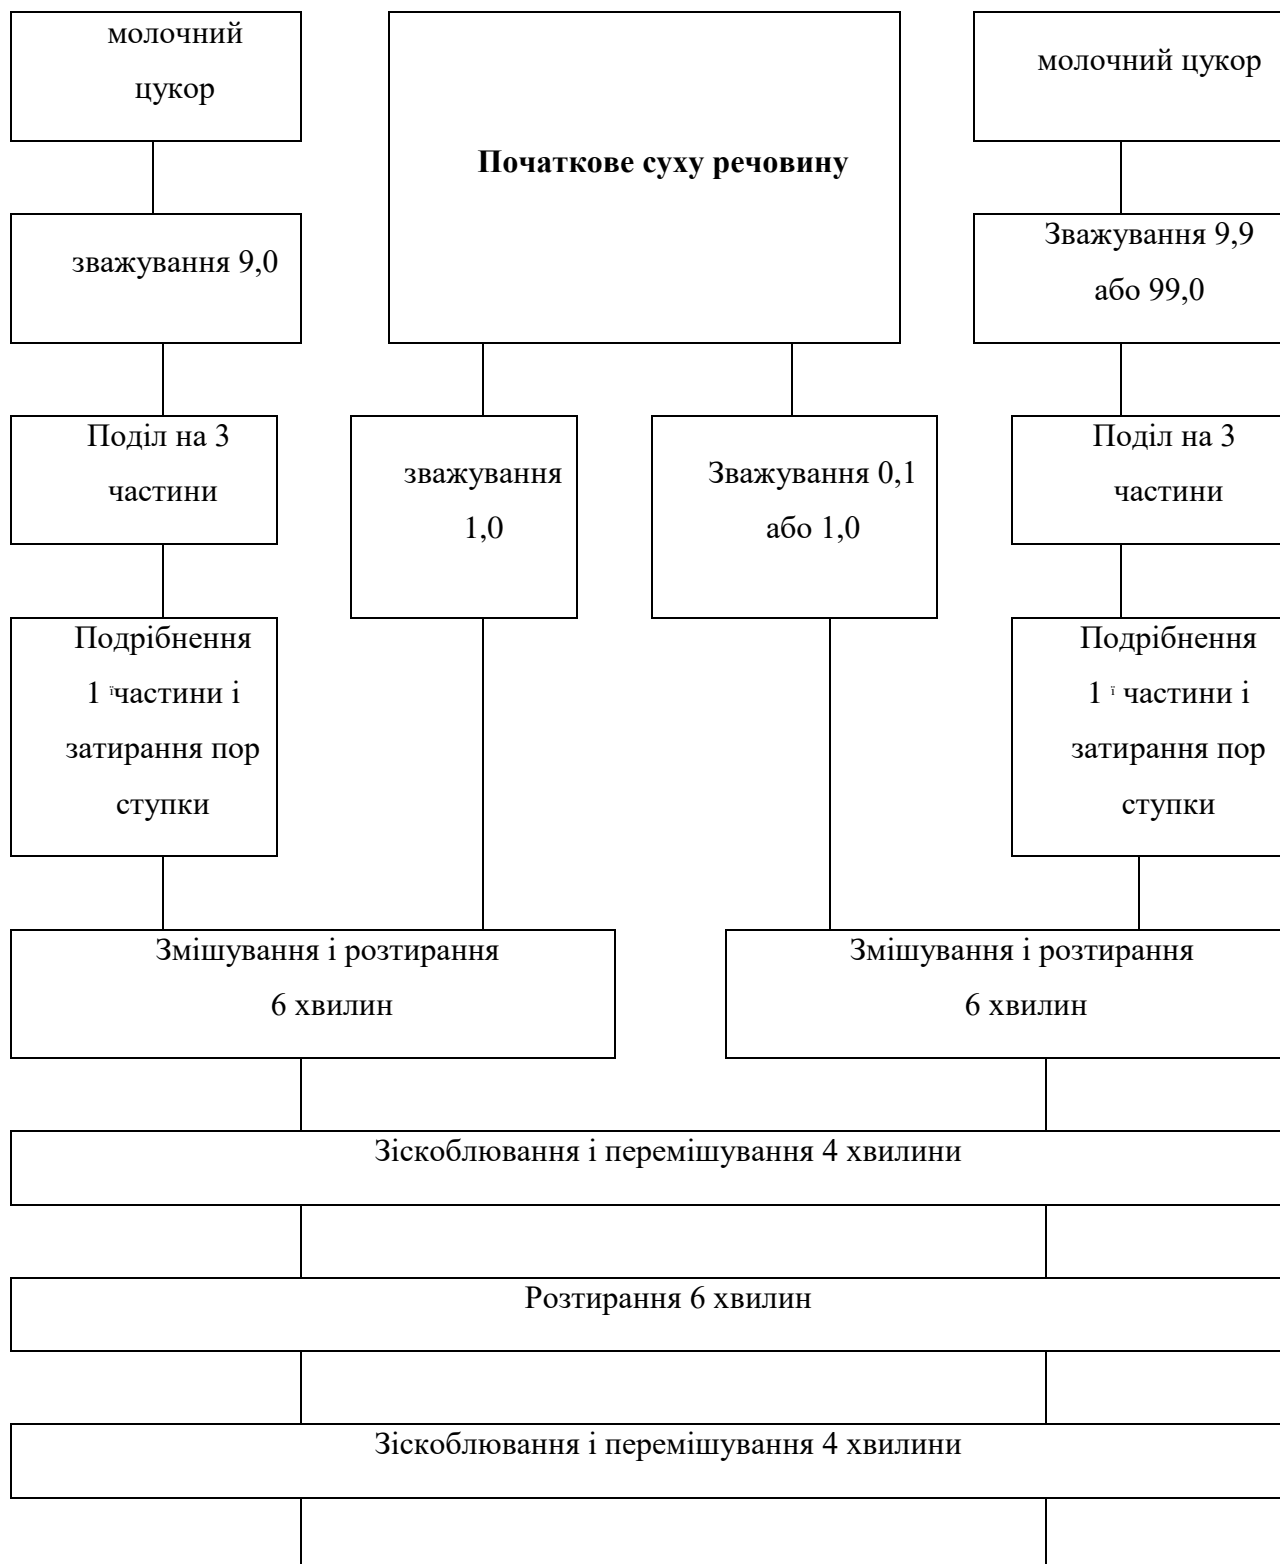 молочний
цукор
Початкове суху речовину
молочний цукор
зважування 9,0
Зважування 9,9
або 99,0
Поділ на 3
частини
зважування
1,0
Зважування 0,1
або 1,0
Поділ на 3
частини
Подрібнення
1 ї частини і
затирання пор
ступки
Подрібнення
1 ї частини і
затирання пор
ступки
Змішування і розтирання
6 хвилин
Змішування і розтирання
6 хвилин
Зіскоблювання і перемішування 4 хвилини
Розтирання 6 хвилин
Зіскоблювання і перемішування 4 хвилини